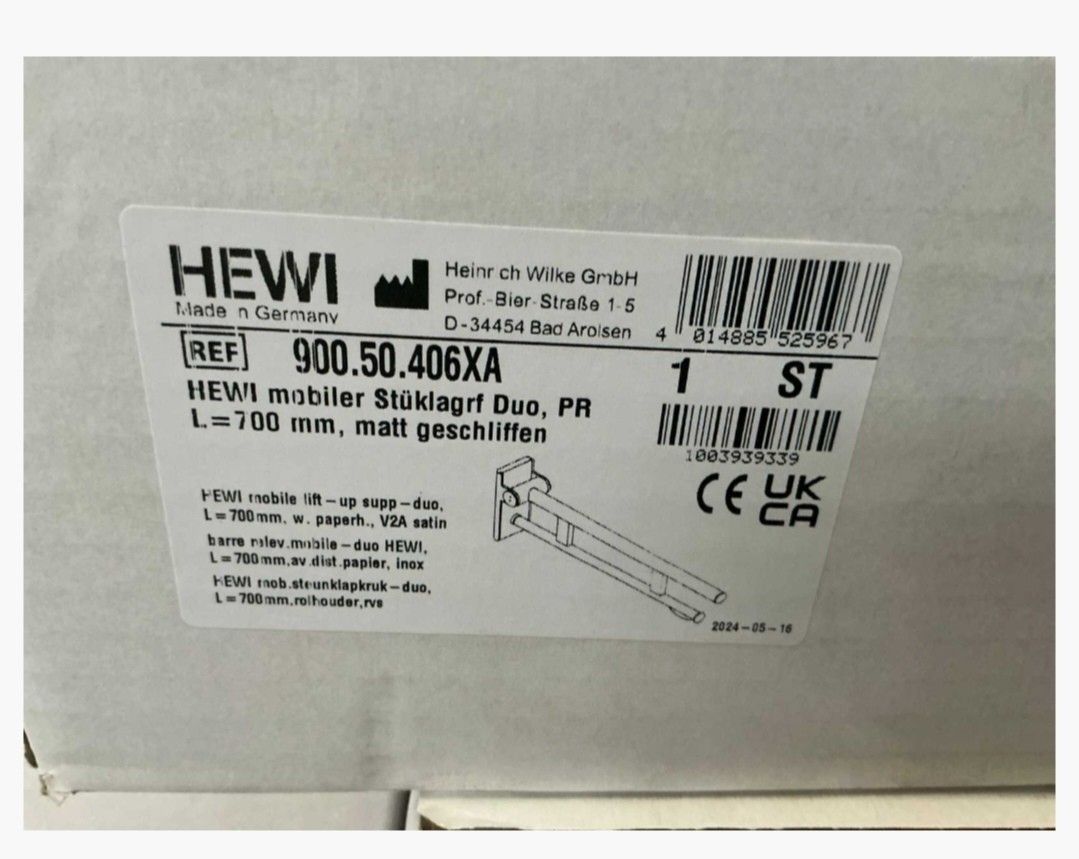 HEWI
Made n Germany
Heinr ch Wilke GmbH
Prof.-Bier-Straße 1-5
D-34454 Bad Arolsen
4 014885 525967
REF 900.50.406XA
1 ST
HEWI mobiler Stüklagrf Duo, PR
L=700 mm, matt geschliffen
1003939339
CE UK
CA
HEWI mobile lift-up supp-duo,
L=700mm, w. paperh., V2A satin
barre relev.mobile-duo HEWI,
L=700mm,av.dist.papier, inox
HEWI mob.steunklapkruk-duo,
L=700mm,rolhouder,rvs
2024-05-16